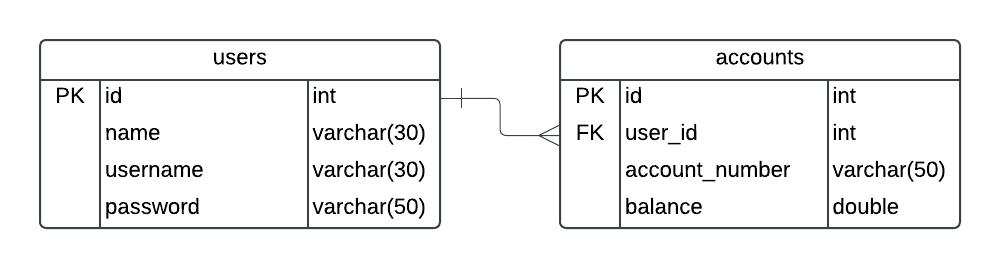 users
PK id int
name varchar(30)
username varchar(30)
password varchar(50)
accounts
PK id int
FK user_id int
account_number varchar(50)
balance double